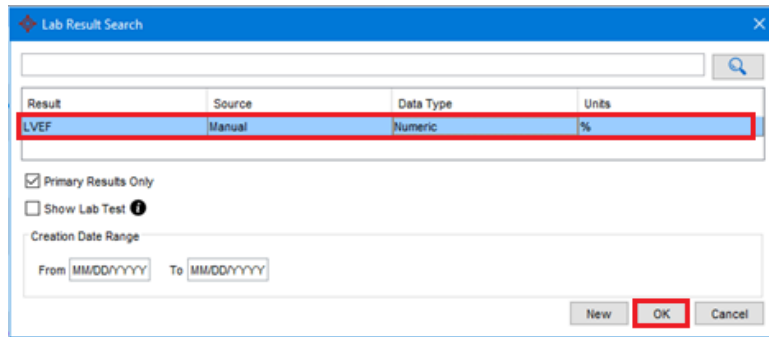 Lab Result Search
Result Source Data Type Units
LVEF Manual Numeric %
Primary Results Only
Show Lab Test
Creation Date Range
From MM/DD/YYYY To MM/DD/YYYY
New OK Cancel